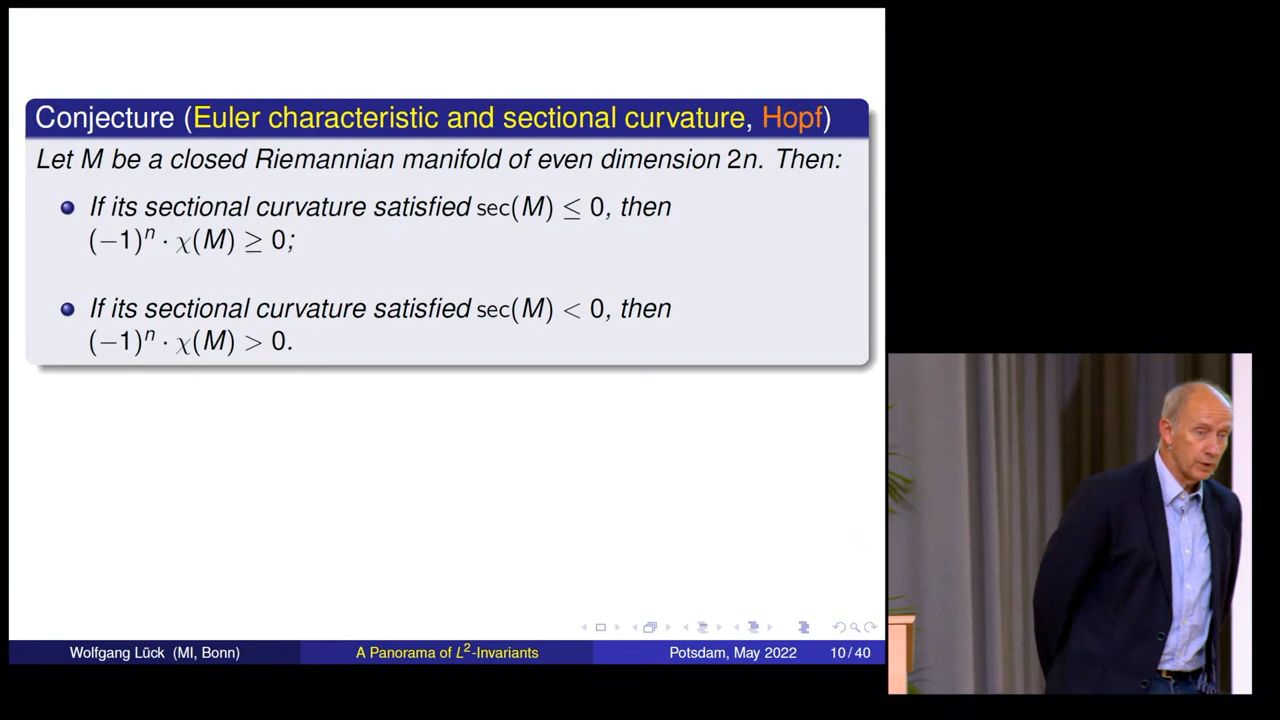 Conjecture (Euler characteristic and sectional curvature, Hopf)
Let M be a closed Riemannian manifold of even dimension 2n. Then:
If its sectional curvature satisfied sec(M) ≤ 0, then
(−1)ⁿ · χ(M) ≥ 0;
If its sectional curvature satisfied sec(M) < 0, then
(−1)ⁿ · χ(M) > 0.
Wolfgang Lück (MI, Bonn) A Panorama of L²-Invariants Potsdam, May 2022 10 / 40